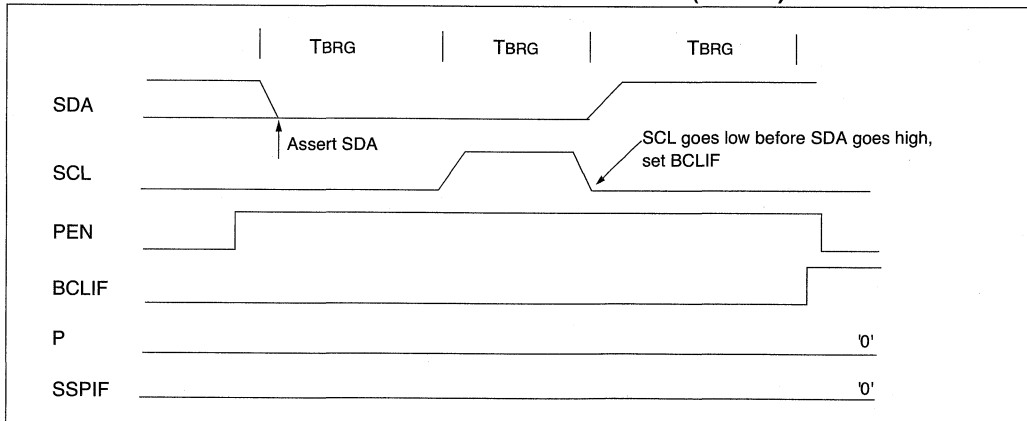 TBRG TBRG TBRG
SDA
Assert SDA
SCL goes low before SDA goes high,
set BCLIF
SCL
PEN
BCLIF
P '0'
SSPIF '0'